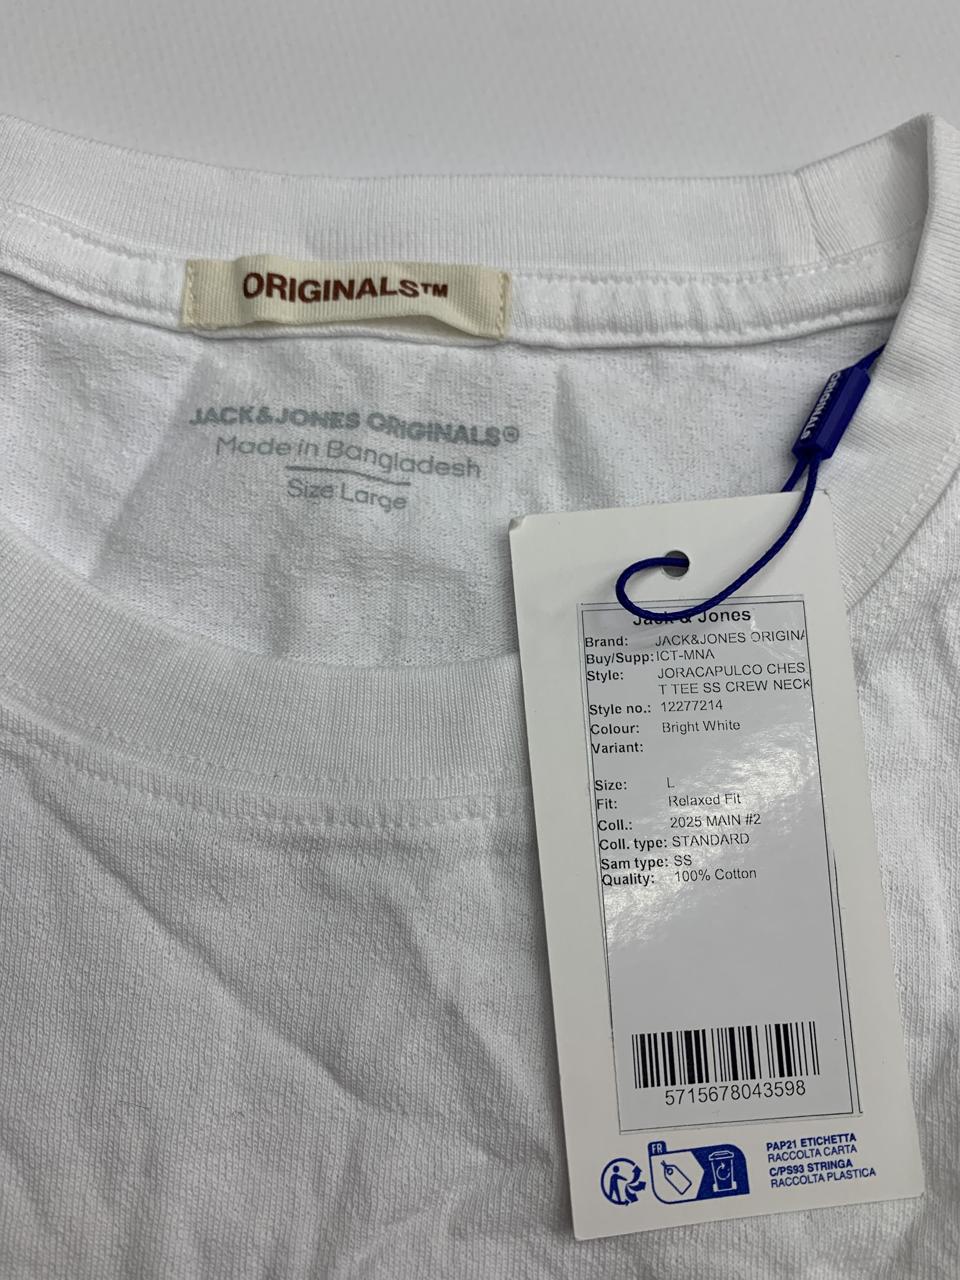 ORIGINALS™
JACK&JONES ORIGINALS®
Made in Bangladesh
Size Large
ORIGINALS
Jack & Jones
Brand: JACK&JONES ORIGINA
Buy/Supp: ICT-MNA
Style: JORACAPULCO CHES
T TEE SS CREW NECK
Style no.: 12277214
Colour: Bright White
Variant:
Size: L
Fit: Relaxed Fit
Coll.: 2025 MAIN #2
Coll. type: STANDARD
Sam type: SS
Quality: 100% Cotton
5715678043598
FR
PAP21 ETICHETTA
RACCOLTA CARTA
C/PS93 STRINGA
RACCOLTA PLASTICA